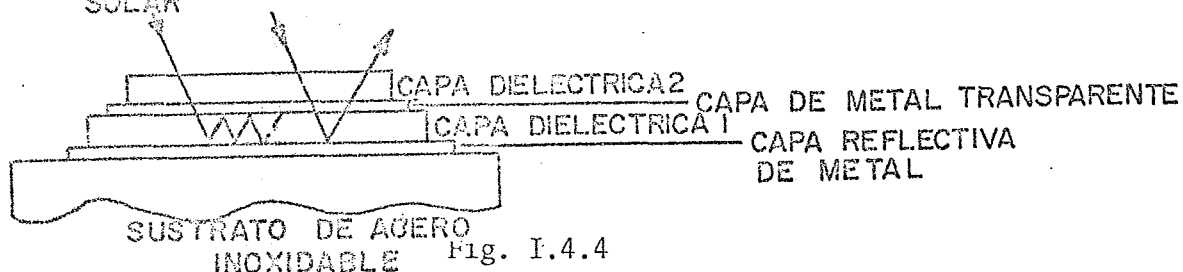 SOLAR
CAPA DIELECTRICA 2
CAPA DE METAL TRANSPARENTE
CAPA DIELECTRICA 1
CAPA REFLECTIVA
DE METAL
SUSTRATO DE ACERO
INOXIDABLE
Fig. I.4.4